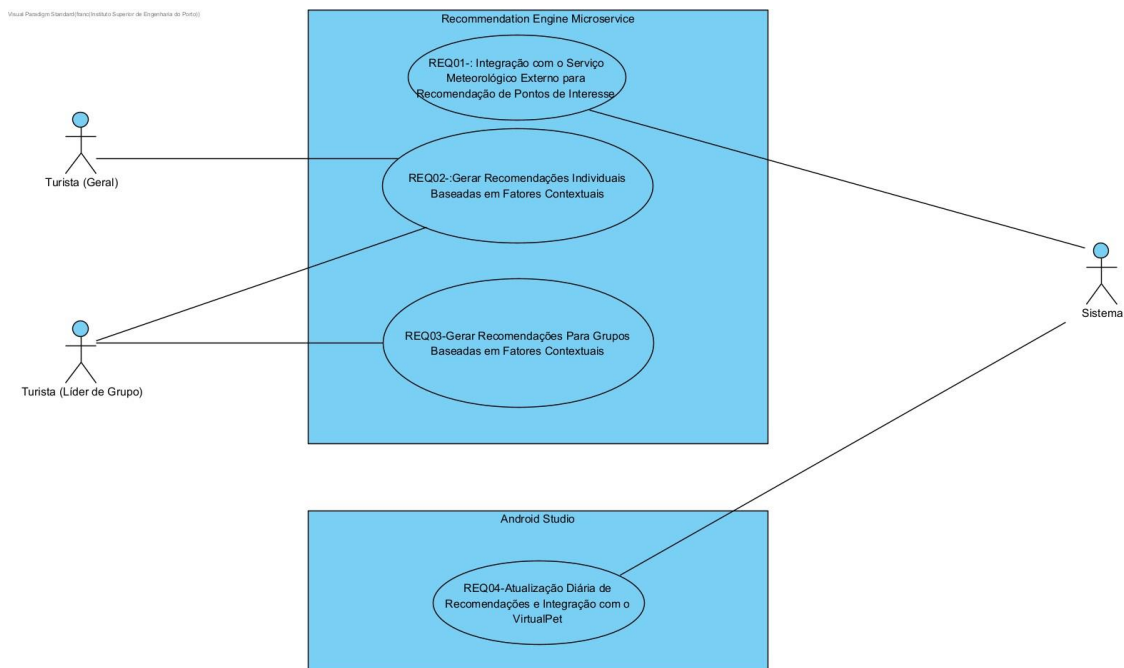 Visual Paradigm Standard(franc(Instituto Superior de Engenharia do Porto))
Recommendation Engine Microservice
REQ01-: Integração com o Serviço
Meteorológico Externo para
Recomendação de Pontos de Interesse
Turista (Geral)
REQ02-:Gerar Recomendações Individuais
Baseadas em Fatores Contextuais
Sistema
REQ03-Gerar Recomendações Para Grupos
Baseadas em Fatores Contextuais
Turista (Líder de Grupo)
Android Studio
REQ04-Atualização Diária de
Recomendações e Integração com o
VirtualPet